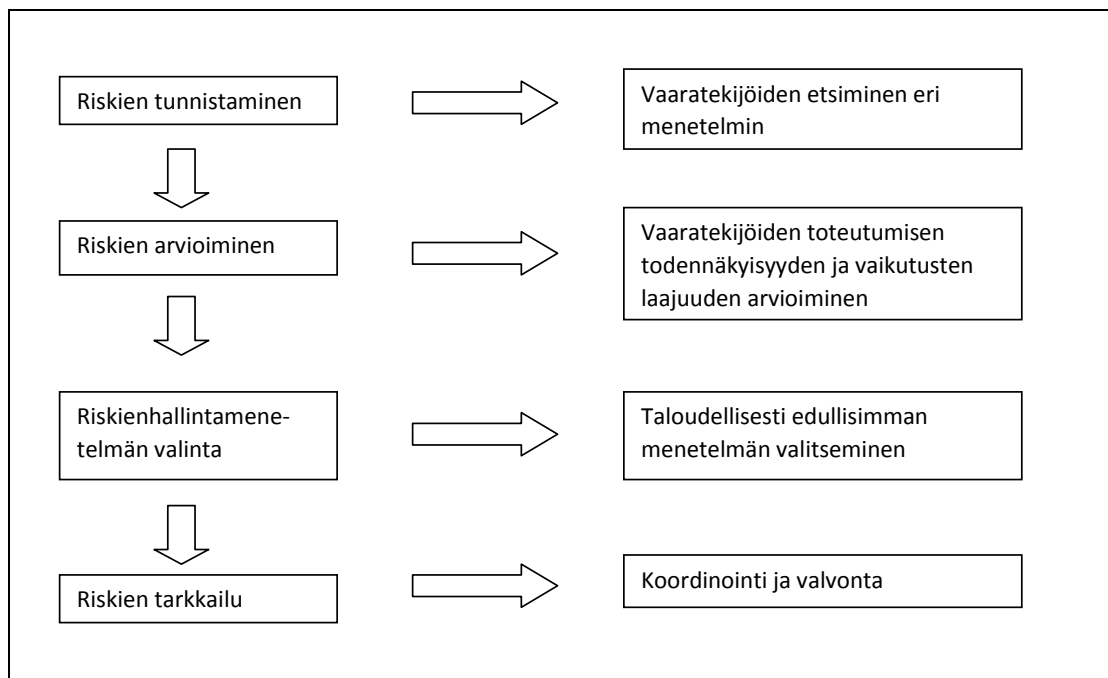 Riskien tunnistaminen
Vaaratekijöiden etsiminen eri
menetelmin
Riskien arvioiminen
Vaaratekijöiden toteutumisen
todennäkyisyyden ja vaikutusten
laajuuden arvioiminen
Riskienhallintamene-
telmän valinta
Taloudellisesti edullisimman
menetelmän valitseminen
Riskien tarkkailu
Koordinointi ja valvonta